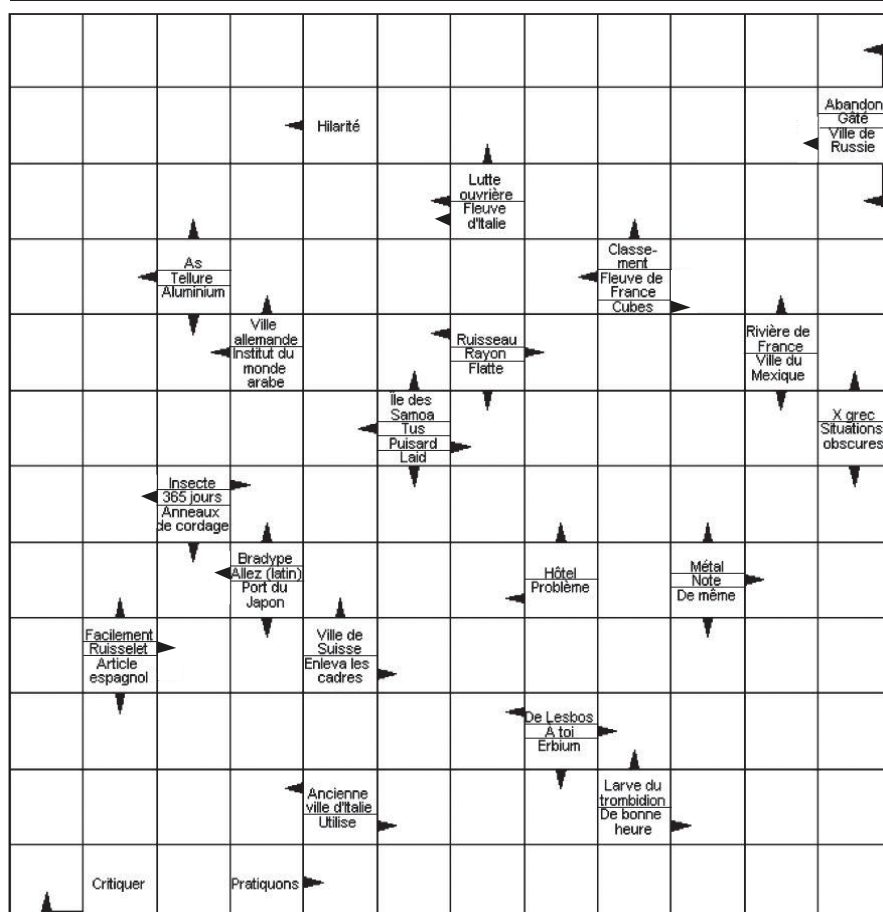 Hilarité
Abandon
Gâté
Ville de
Russie
Lutte
ouvrière
Fleuve
d'Italie
As
Tellure
Aluminium
Classe-
ment
Fleuve de
France
Cubes
Ville
allemande
Institut du
monde
arabe
Ruisseau
Rayon
Flatte
Rivière de
France
Ville du
Mexique
Île des
Samoa
Tus
Puisard
Laid
X grec
Situations
obscures
Insecte
365 jours
Anneaux
de cordage
Bradype
Allez (latin)
Port du
Japon
Hôtel
Problème
Métal
Note
De même
Facilement
Ruisselet
Article
espagnol
Ville de
Suisse
Enleva les
cadres
De Lesbos
À toi
Erbium
Ancienne
ville d'Italie
Utilise
Larve du
trombidion
De bonne
heure
Critiquer
Pratiquons